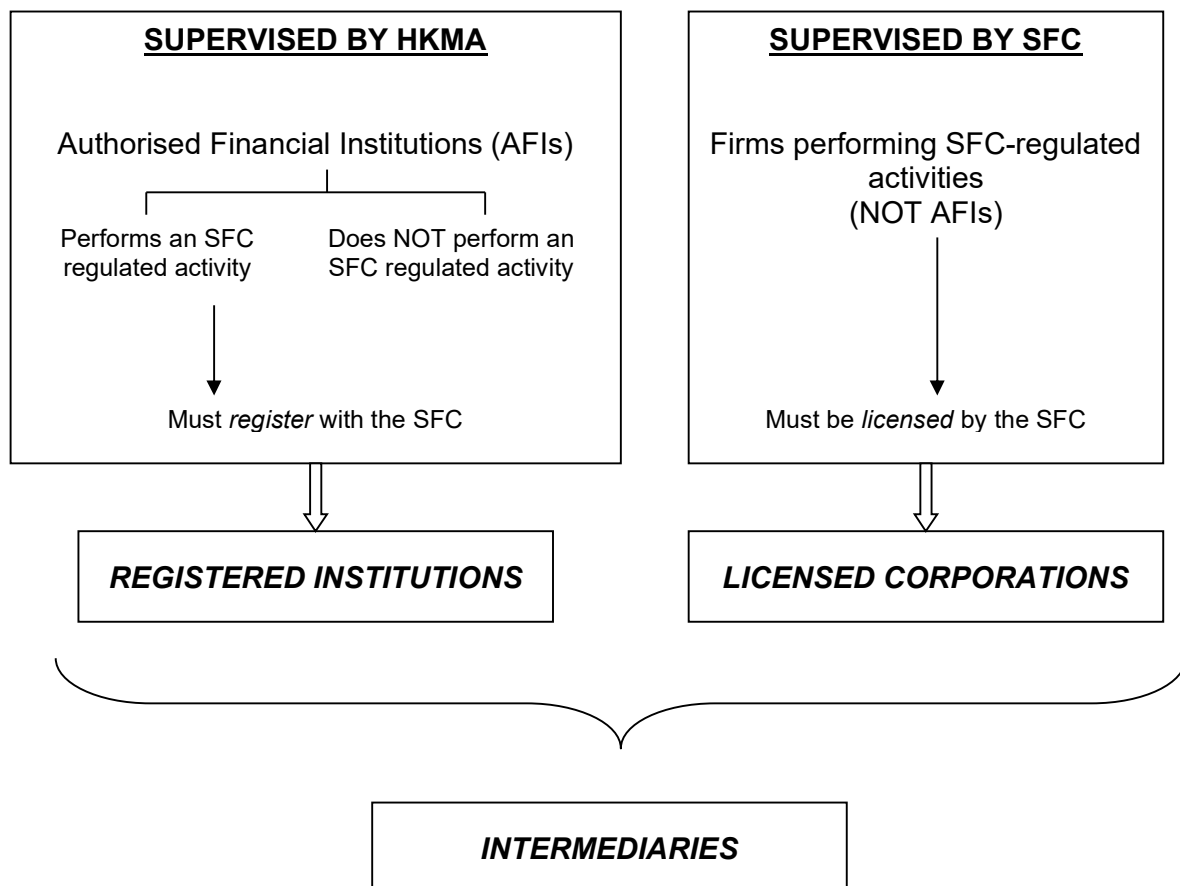 SUPERVISED BY HKMA
Authorised Financial Institutions (AFIs)
Performs an SFC
regulated activity
Does NOT perform an
SFC regulated activity
Must register with the SFC
REGISTERED INSTITUTIONS
SUPERVISED BY SFC
Firms performing SFC-regulated
activities
(NOT AFIs)
Must be licensed by the SFC
LICENSED CORPORATIONS
INTERMEDIARIES